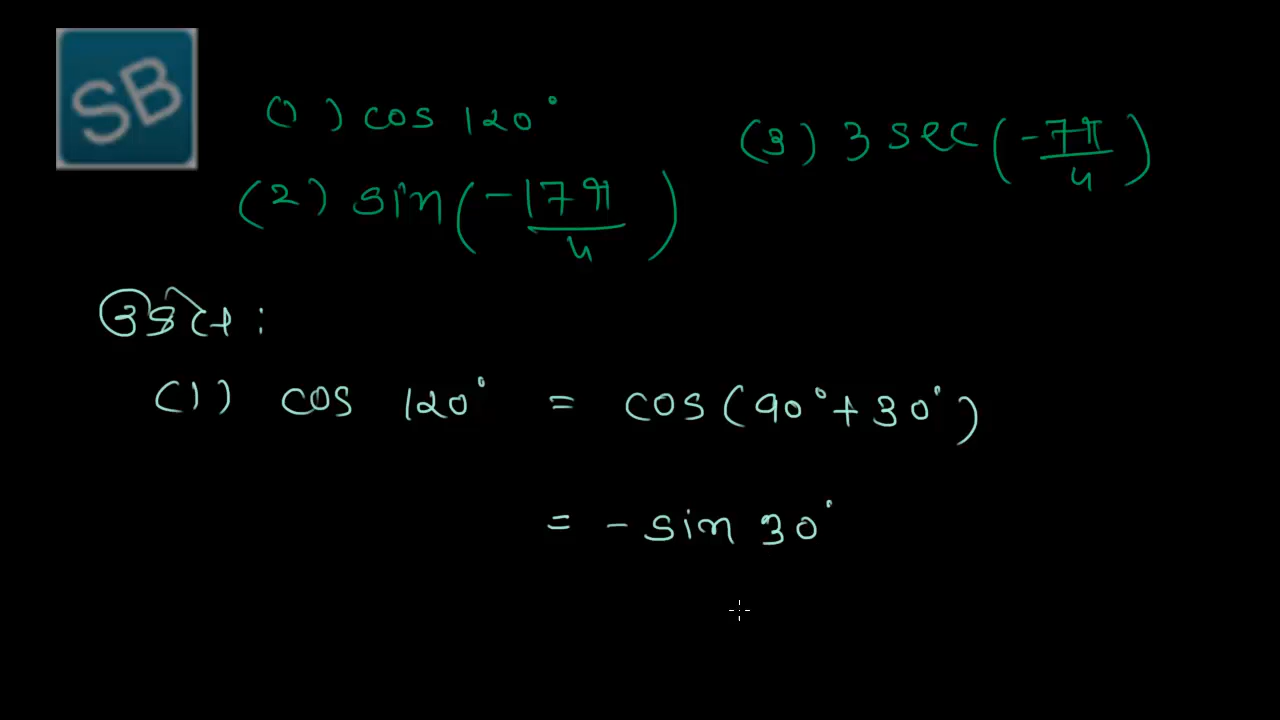 SB
(1) cos 120°
(2) sin(-17π/4)
(3) 3 sec(-7π/4)
(1) cos 120° = cos(90° + 30°)
= - sin 30°